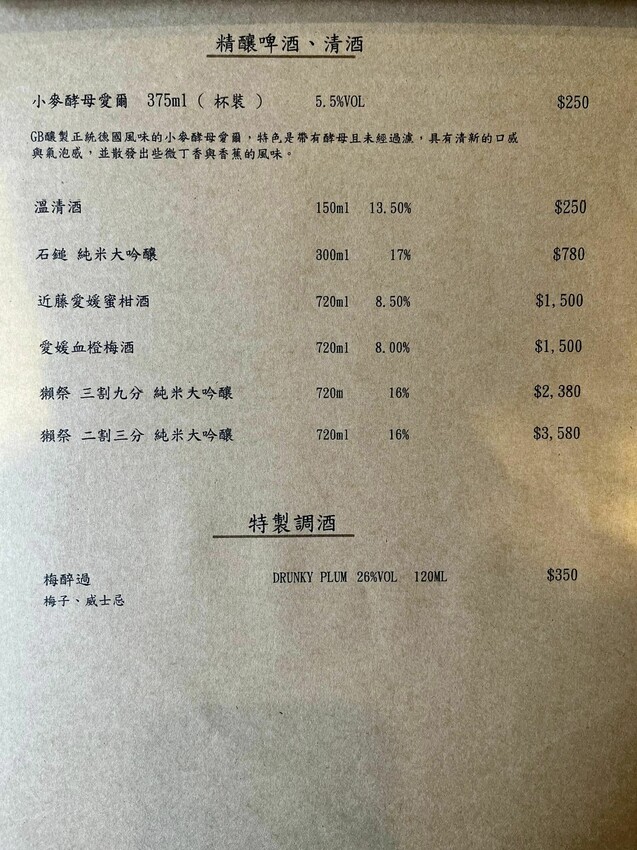 精釀啤酒、清酒
小麥酵母愛爾 375ml ( 杯裝 ) 5.5%VOL $250
GB釀製正統德國風味的小麥酵母愛爾，特色是帶有酵母且未經過濾，具有清新的口感
與氣泡感，並散發出些微丁香與香蕉的風味。
溫清酒 150ml 13.50% $250
石鎚 純米大吟釀 300ml 17% $780
近藤愛媛蜜柑酒 720ml 8.50% $1,500
愛媛血橙梅酒 720ml 8.00% $1,500
獺祭 三割九分 純米大吟釀 720m 16% $2,380
獺祭 二割三分 純米大吟釀 720ml 16% $3,580
特製調酒
梅醉過 DRUNKY PLUM 26%VOL 120ML $350
梅子、威士忌